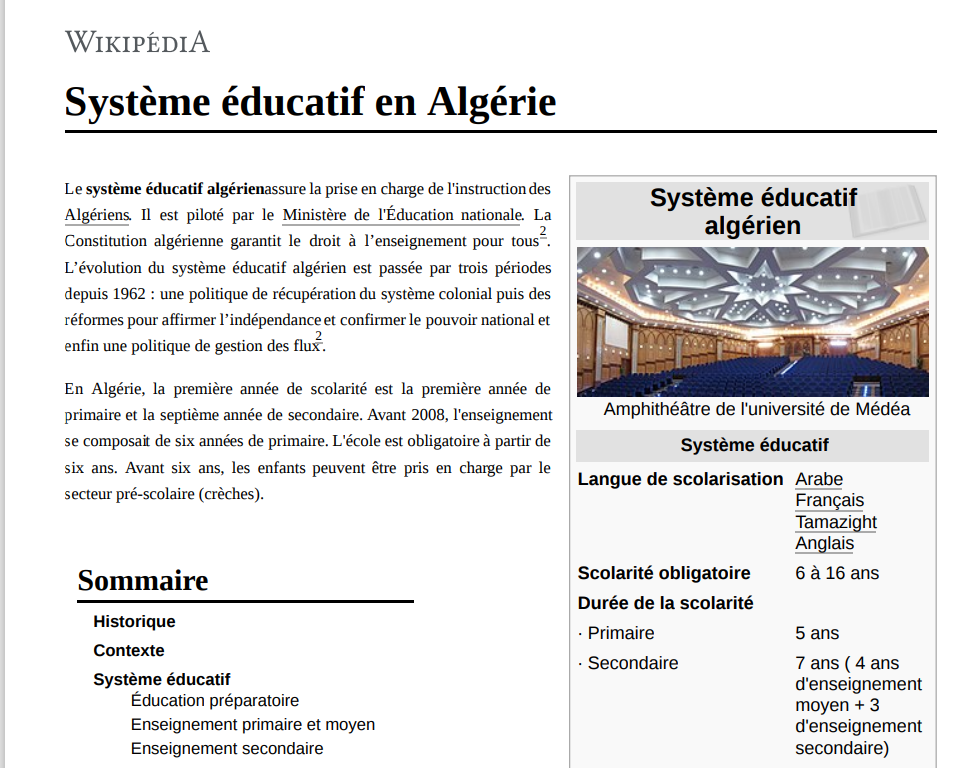 WIKIPÉDIA
Système éducatif en Algérie
Le système éducatif algérienassure la prise en charge de l'instruction des
Algériens. Il est piloté par le Ministère de l'Éducation nationale. La
Constitution algérienne garantit le droit à l’enseignement pour tous2.
L’évolution du système éducatif algérien est passée par trois périodes
depuis 1962 : une politique de récupération du système colonial puis des
réformes pour affirmer l’indépendance et confirmer le pouvoir national et
enfin une politique de gestion des flux2.
En Algérie, la première année de scolarité est la première année de
primaire et la septième année de secondaire. Avant 2008, l'enseignement
se composait de six années de primaire. L'école est obligatoire à partir de
six ans. Avant six ans, les enfants peuvent être pris en charge par le
secteur pré-scolaire (crèches).
Sommaire
Historique
Contexte
Système éducatif
Éducation préparatoire
Enseignement primaire et moyen
Enseignement secondaire
Système éducatif
algérien
Amphithéâtre de l'université de Médéa
Système éducatif
Langue de scolarisation Arabe
Français
Tamazight
Anglais
Scolarité obligatoire 6 à 16 ans
Durée de la scolarité
· Primaire 5 ans
· Secondaire 7 ans ( 4 ans
d'enseignement
moyen + 3
d'enseignement
secondaire)